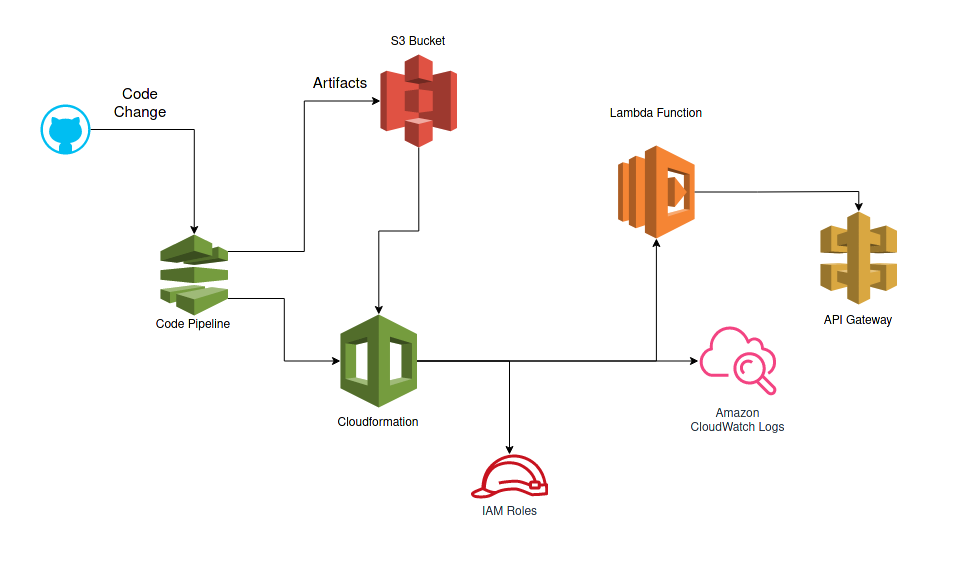 S3 Bucket
Artifacts
Code
Change
Lambda Function
Code Pipeline
API Gateway
Cloudformation
Amazon
CloudWatch Logs
IAM Roles